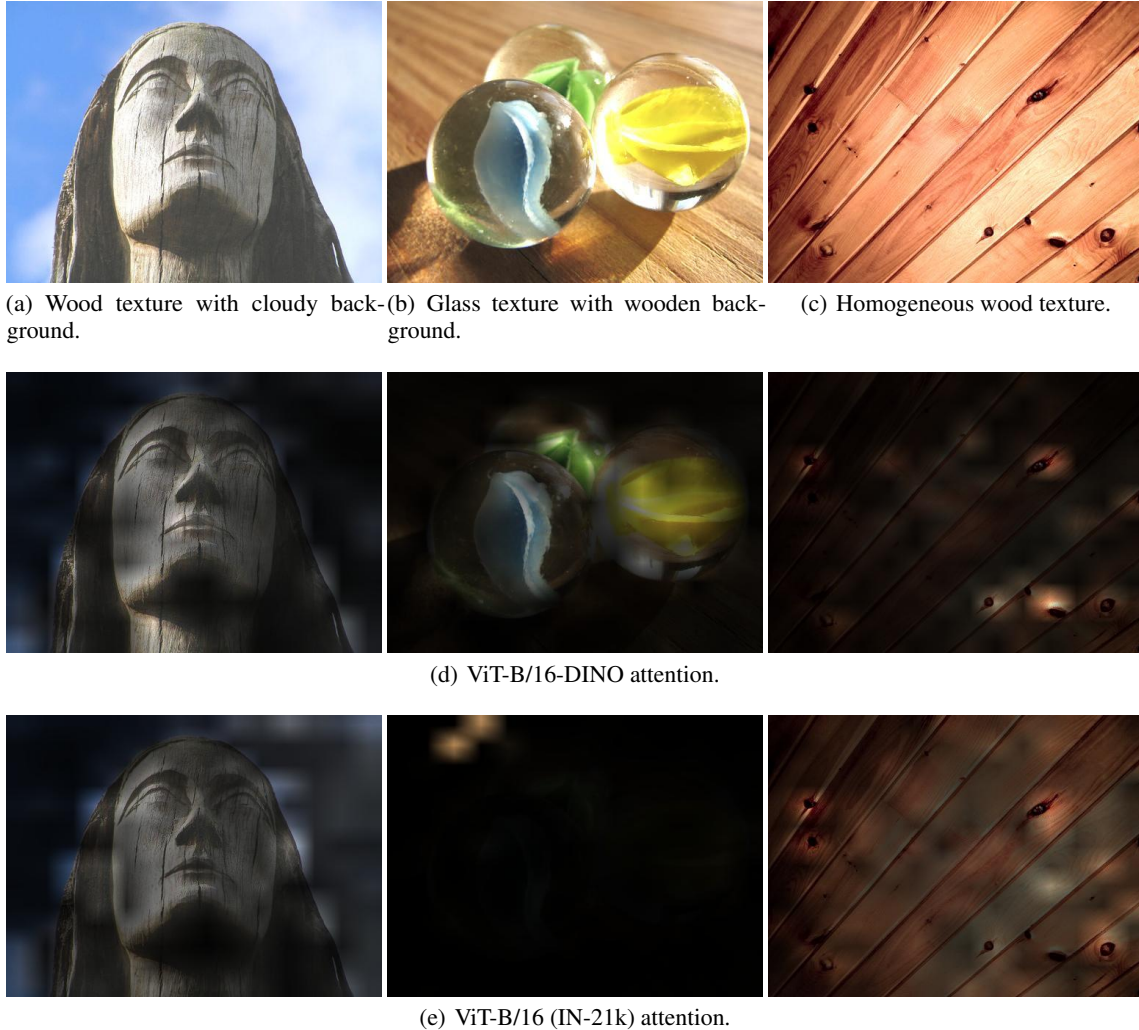 (a) Wood texture with cloudy back-
ground.
(b) Glass texture with wooden back-
ground.
(c) Homogeneous wood texture.
(d) ViT-B/16-DINO attention.
(e) ViT-B/16 (IN-21k) attention.